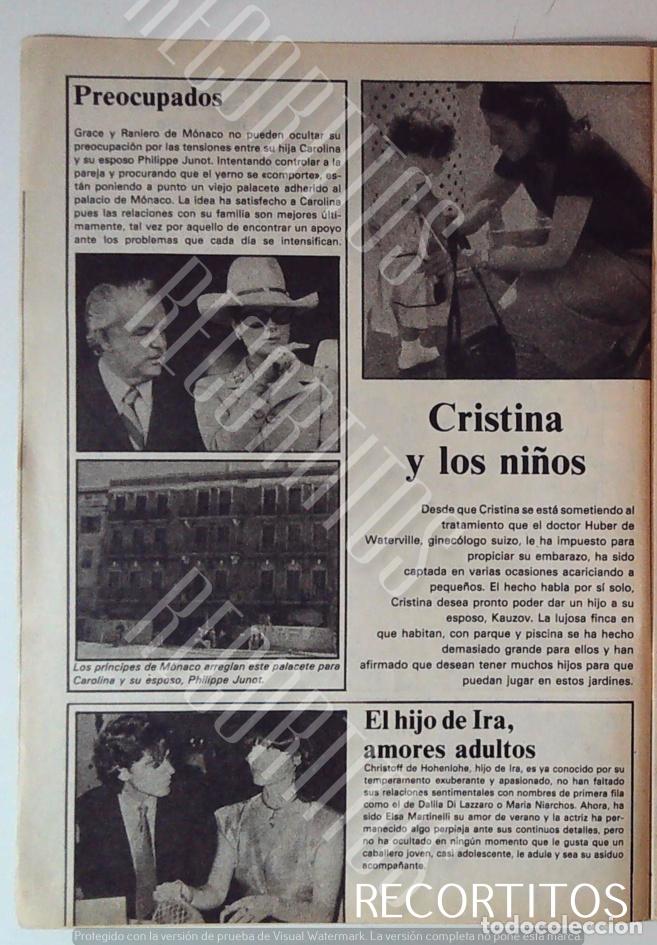 Preocupados
Grace y Raniero de Mónaco no pueden ocultar su
preocupación por las tensiones entre su hija Carolina
y su esposo Philippe Junot. Intentando controlar a la
pareja y procurando que el yerno se «comporte», es-
tán poniendo a punto un viejo palacete adherido al
palacio de Mónaco. La idea ha satisfecho a Carolina
pues las relaciones con su familia son mejores últi-
mamente, tal vez por aquello de encontrar un apoyo
ante los problemas que cada día se intensifican.
Los príncipes de Mónaco arreglan este palacete para
Carolina y su esposo, Philippe Junot.
Cristina
y los niños
Desde que Cristina se está sometiendo al
tratamiento que el doctor Huber de
Waterville, ginecólogo suizo, le ha impuesto para
propiciar su embarazo, ha sido
captada en varias ocasiones acariciando a
pequeños. El hecho habla por sí solo,
Cristina desea pronto poder dar un hijo a su
esposo, Kauzov. La lujosa finca en
que habitan, con parque y piscina se ha hecho
demasiado grande para ellos y han
afirmado que desean tener muchos hijos para que
puedan jugar en estos jardines.
El hijo de Ira,
amores adultos
Christoff de Hohenlohe, hijo de Ira, es ya conocido por su
temperamento exuberante y apasionado, no han faltado
sus relaciones sentimentales con nombres de primera fila
como el de Dalila Di Lazzaro o Maria Niarchos. Ahora, ha
sido Elsa Martinelli su amor de verano y la actriz ha per-
manecido algo perpleja ante sus continuos detalles, pero
no ha ocultado en ningún momento que le gusta que un
caballero joven, casi adolescente, le adule y sea su asiduo
acompañante.
RECORTITOS
RECORTITOS
RECORTITOS
RECORTITOS
RECORTITOS
todocoleccion
Protegido con la versión de prueba de Visual Watermark. La versión completa no pone esta marca.